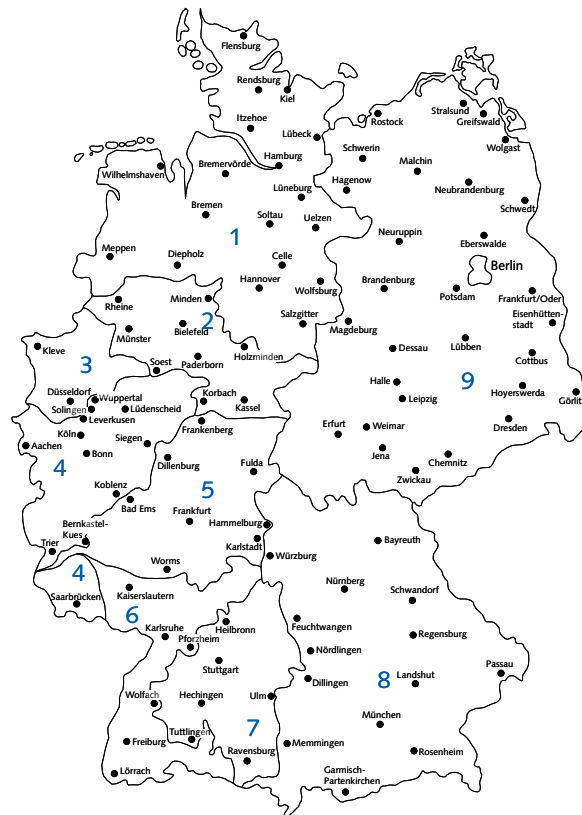 Flensburg
Rendsburg
Kiel
Itzehoe
Lübeck
Stralsund
Greifswald
Rostock
Wolgast
Wilhelmshaven
Bremervörde
Hamburg
Schwerin
Malchin
Hagenow
Neubrandenburg
Lüneburg
Schwedt
Bremen
Soltau
Uelzen
1
Neuruppin
Eberswalde
Meppen
Diepholz
Celle
Berlin
Hannover
Wolfsburg
Brandenburg
Potsdam
Frankfurt/Oder
Rheine
Minden
2
Salzgitter
Magdeburg
Eisenhütten-
stadt
Münster
Bielefeld
Kleve
3
Soest
Paderborn
Holzminden
Dessau
Lübben
Cottbus
9
Düsseldorf
Wuppertal
Solingen
Lüdenscheid
Leverkusen
Korbach
Kassel
Halle
Leipzig
Hoyerswerda
Görlit
Köln
Aachen
Bonn
Siegen
Frankenberg
Erfurt
Weimar
Jena
Dresden
Chemnitz
Zwickau
4
Dillenburg
5
Fulda
Koblenz
Bad Ems
Frankfurt
Hammelburg
Karlstadt
Bernkastel-
Kues
Trier
Worms
Würzburg
Bayreuth
4
Saarbrücken
Kaiserslautern
6
Nürnberg
Schwandorf
Karlsruhe
Pforzheim
Heilbronn
Feuchtwangen
Regensburg
Stuttgart
Nördlingen
Passau
Wolfach
Hechingen
Ulm
Dillingen
8
Landshut
Tuttlingen
7
München
Freiburg
Ravensburg
Memmingen
Rosenheim
Lörrach
Garmisch-
Partenkirchen